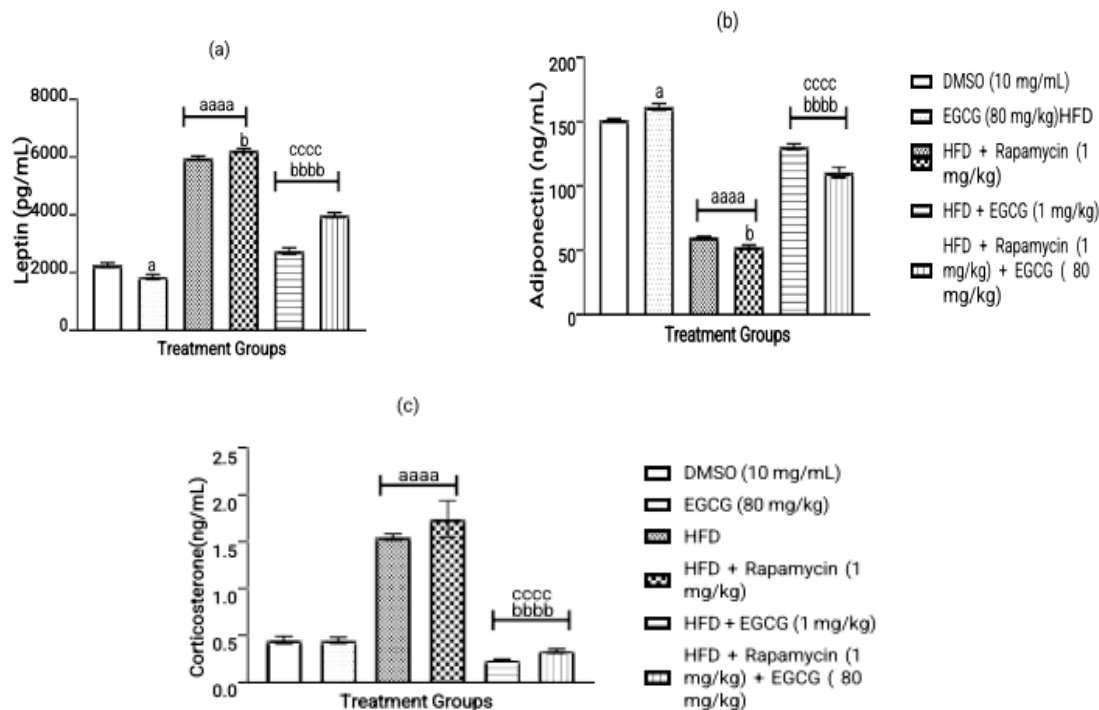 (a)
8000
6000
4000
2000
0
Leptin (pg/mL)
a
aaaa
b
cccc
bbbb
Treatment Groups
(b)
200
150
100
50
0
Adiponectin (ng/mL)
a
aaaa
b
cccc
bbbb
Treatment Groups
DMSO (10 mg/mL)
EGCG (80 mg/kg)HFD
HFD + Rapamycin (1
mg/kg)
HFD + EGCG (1 mg/kg)
HFD + Rapamycin (1
mg/kg) + EGCG ( 80
mg/kg)
(c)
2.5
2.0
1.5
1.0
0.5
0.0
Corticosterone(ng/mL)
aaaa
cccc
bbbb
Treatment Groups
DMSO (10 mg/mL)
EGCG (80 mg/kg)
HFD
HFD + Rapamycin (1
mg/kg)
HFD + EGCG (1 mg/kg)
HFD + Rapamycin (1
mg/kg) + EGCG ( 80
mg/kg)